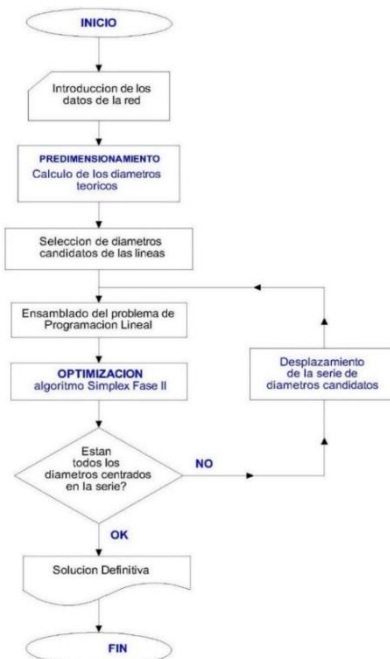 INICIO
Introduccion de los
datos de la red
PREDIMENSIONAMIENTO
Calculo de los diametros
teoricos
Seleccion de diametros
candidatos de las lineas
Ensamblado del problema de
Programacion Lineal
OPTIMIZACION
algoritmo Simplex Fase II
Desplazamiento
de la serie de
diametros candidatos
Estan
todos los
diametros centrados
en la serie?
NO
OK
Solucion Definitiva
FIN